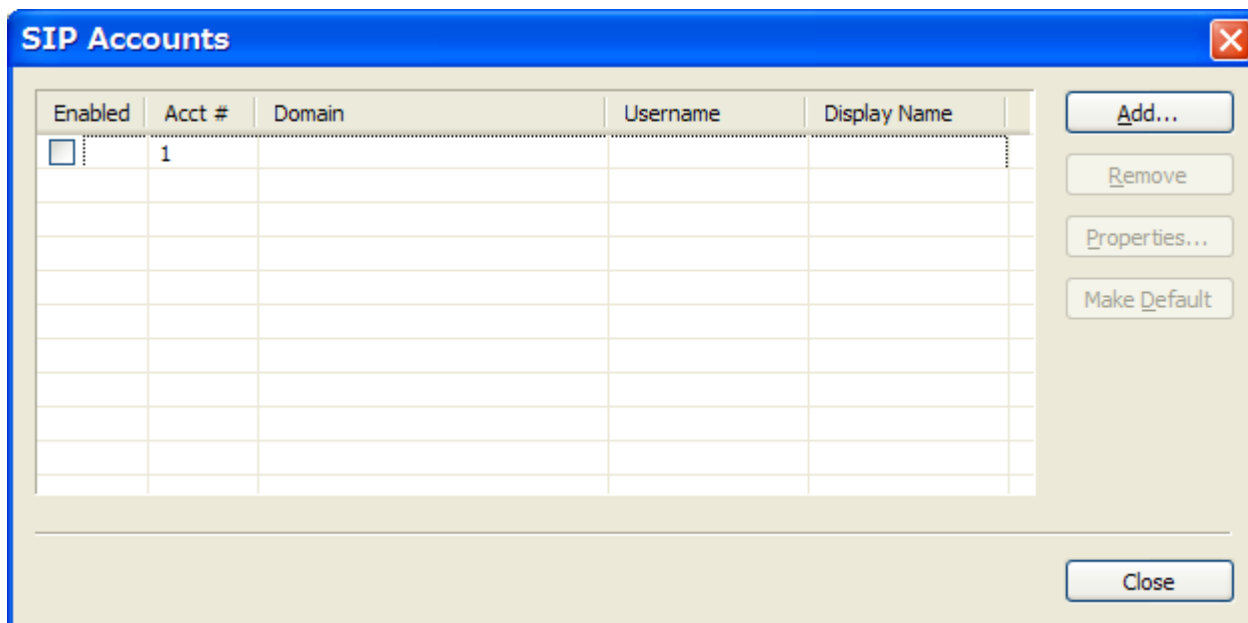 SIP Accounts
Enabled Acct # Domain Username Display Name
1
Add...
Remove
Properties...
Make Default
Close